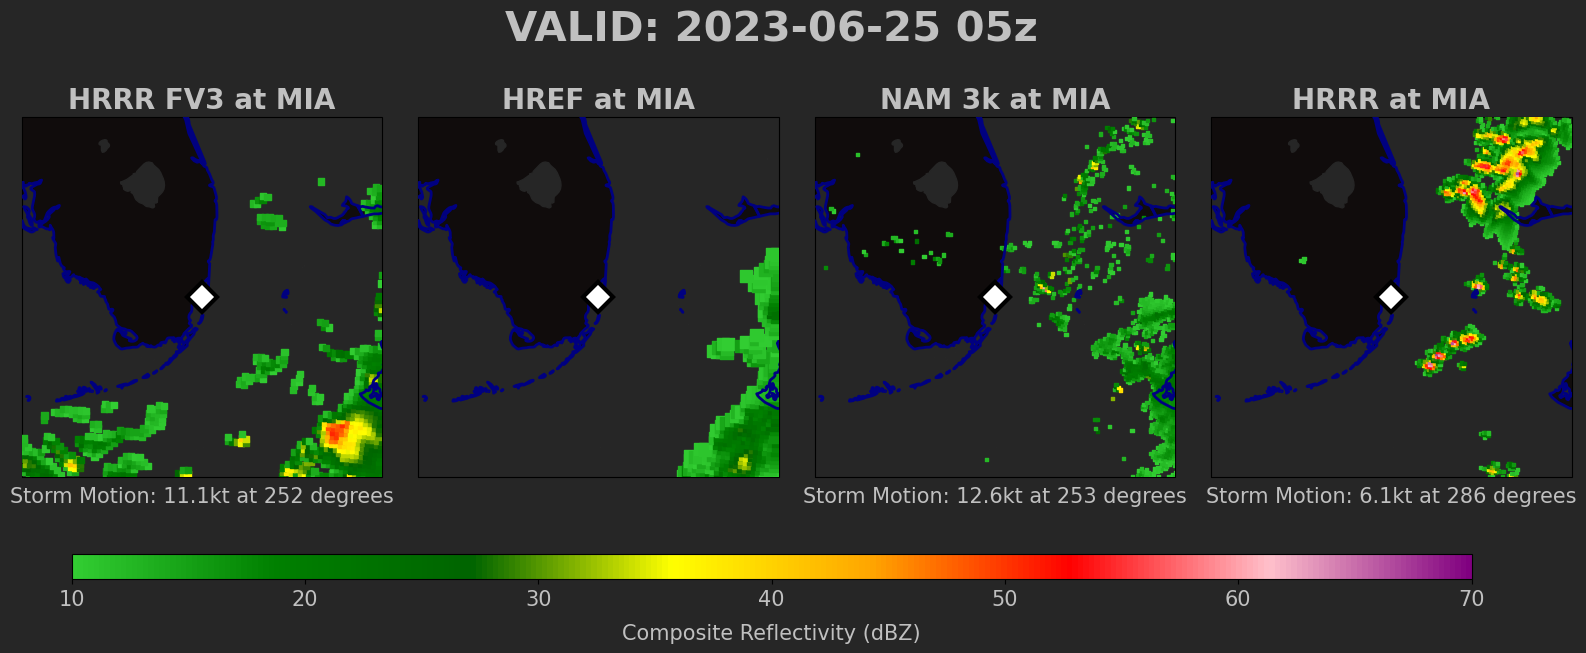 VALID: 2023-06-25 05z
HRRR FV3 at MIA
HREF at MIA
NAM 3k at MIA
HRRR at MIA
Storm Motion: 11.1kt at 252 degrees
Storm Motion: 12.6kt at 253 degrees
Storm Motion: 6.1kt at 286 degrees
10 20 30 40 50 60 70
Composite Reflectivity (dBZ)